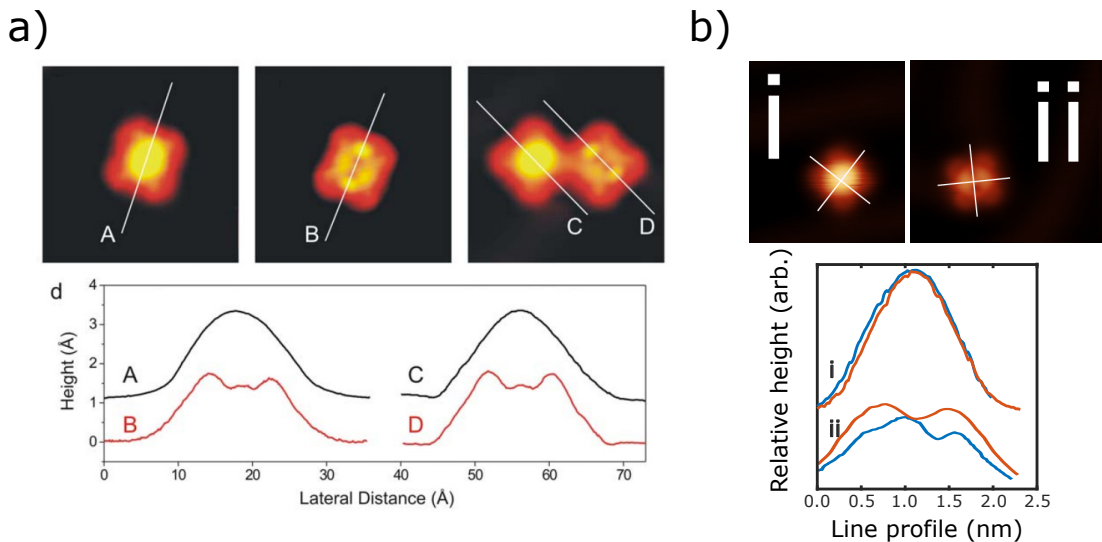 a)
b)
A
B
C
D
i
ii
d
Height (Å)
4
3
2
1
0
A
B
C
D
0
10
20
30
40
50
60
70
Lateral Distance (Å)
Relative height (arb.)
i
ii
0.0
0.5
1.0
1.5
2.0
2.5
Line profile (nm)